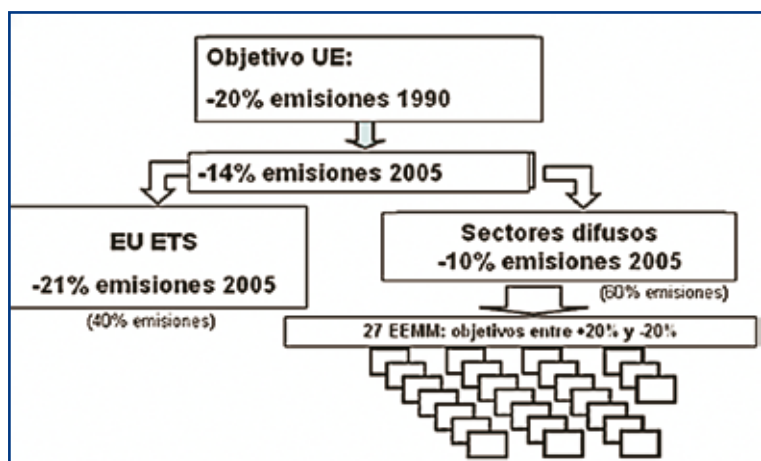 Objetivo UE:
-20% emisiones 1990
-14% emisiones 2005
EU ETS
-21% emisiones 2005
(40% emisiones)
Sectores difusos
-10% emisiones 2005
(60% emisiones)
27 EEMM: objetivos entre +20% y -20%